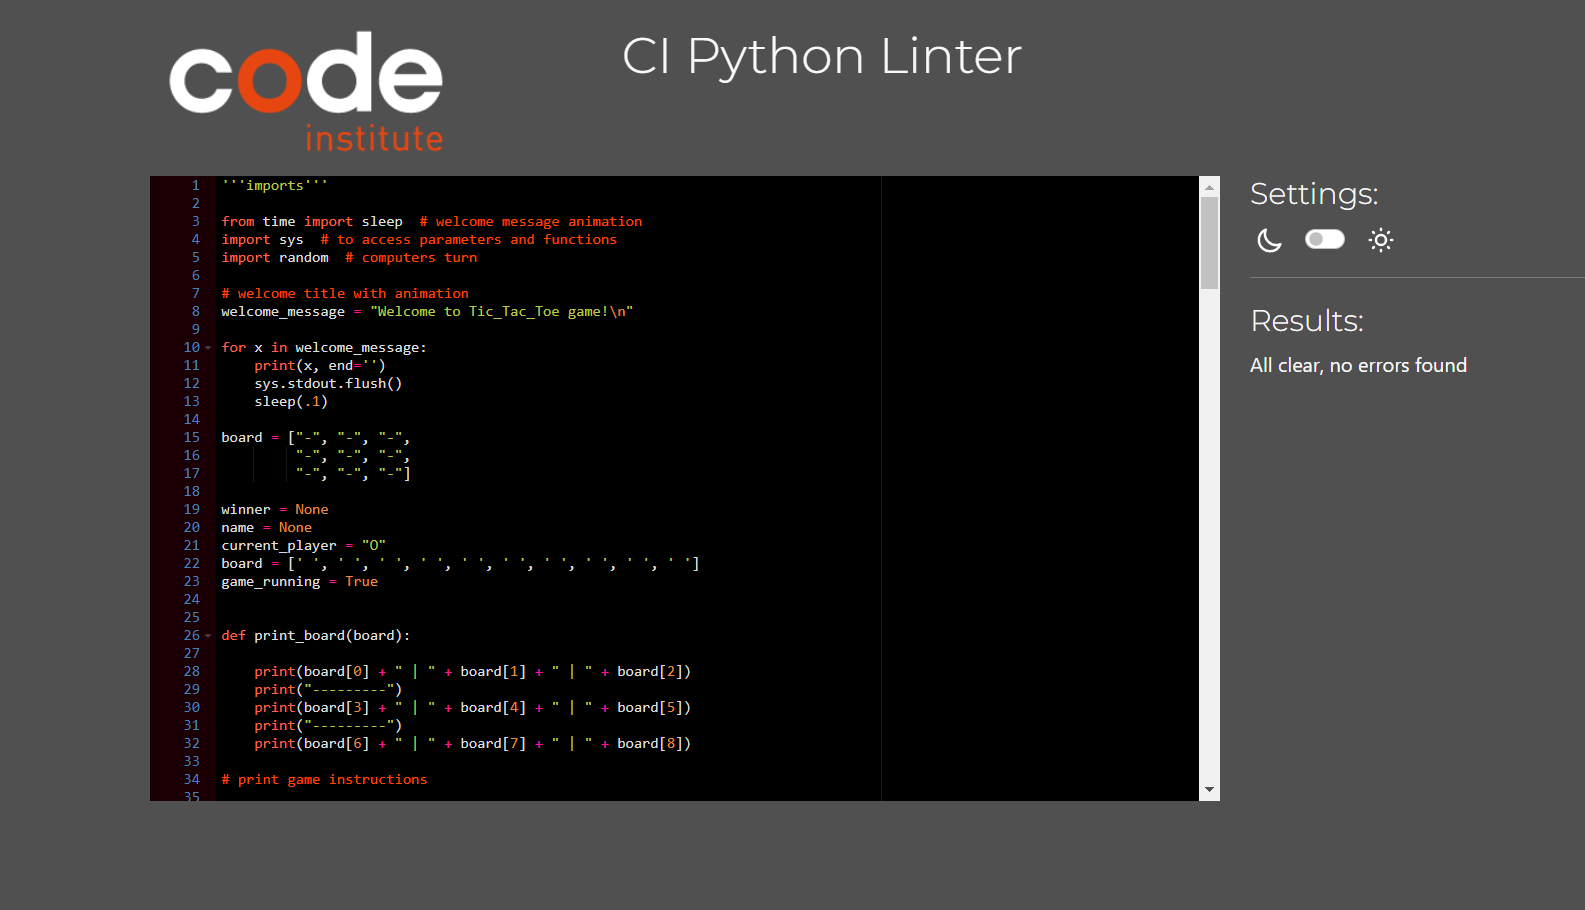 code
institute
CI Python Linter
1 '''imports'''
2
3 from time import sleep  # welcome message animation
4 import sys  # to access parameters and functions
5 import random  # computers turn
6
7 # welcome title with animation
8 welcome_message = "Welcome to Tic_Tac_Toe game!\n"
9
10 for x in welcome_message:
11     print(x, end='')
12     sys.stdout.flush()
13     sleep(.1)
14
15 board = ["-", "-", "-",
16          "-", "-", "-",
17          "-", "-", "-"]
18
19 winner = None
20 name = None
21 current_player = "O"
22 board = [' ', ' ', ' ', ' ', ' ', ' ', ' ', ' ', ' ', ' ']
23 game_running = True
24
25
26 def print_board(board):
27
28     print(board[0] + " | " + board[1] + " | " + board[2])
29     print("---------")
30     print(board[3] + " | " + board[4] + " | " + board[5])
31     print("---------")
32     print(board[6] + " | " + board[7] + " | " + board[8])
33
34 # print game instructions
35
Settings:
Results:
All clear, no errors found